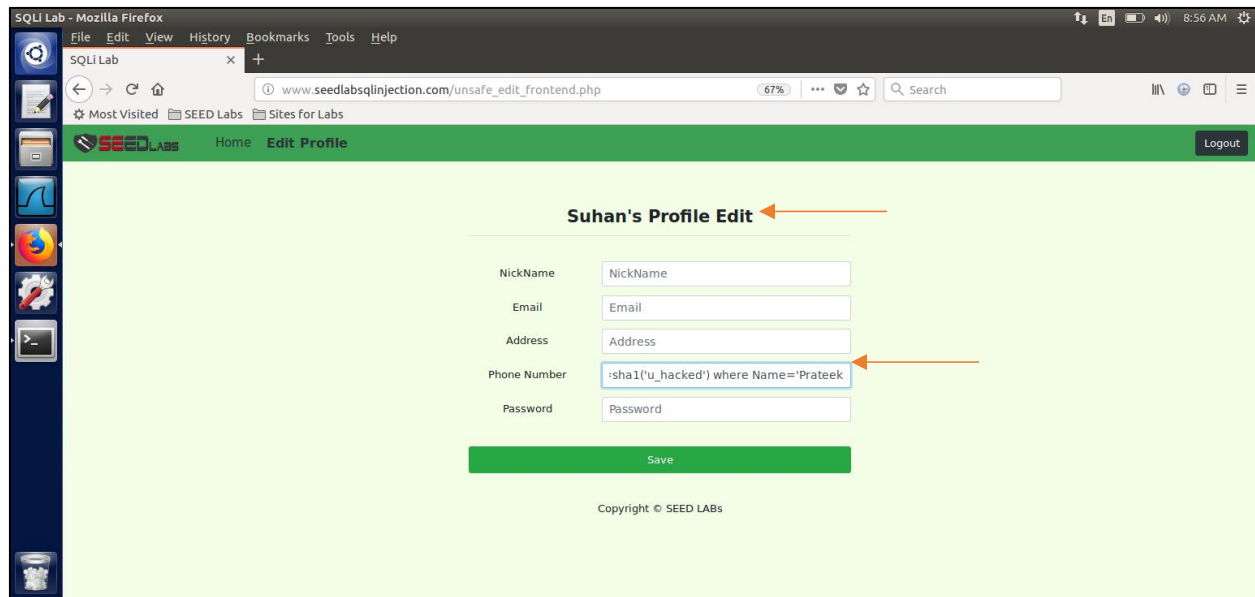 SQLi Lab - Mozilla Firefox
En 8:56 AM
File Edit View History Bookmarks Tools Help
SQLi Lab
www.seedlabsqlinjection.com/unsafe_edit_frontend.php 67% Search
Most Visited SEED Labs Sites for Labs
SEEDLABS Home Edit Profile Logout
Suhan's Profile Edit
NickName NickName
Email Email
Address Address
Phone Number =sha1('u_hacked') where Name='Prateek
Password Password
Save
Copyright © SEED LABs